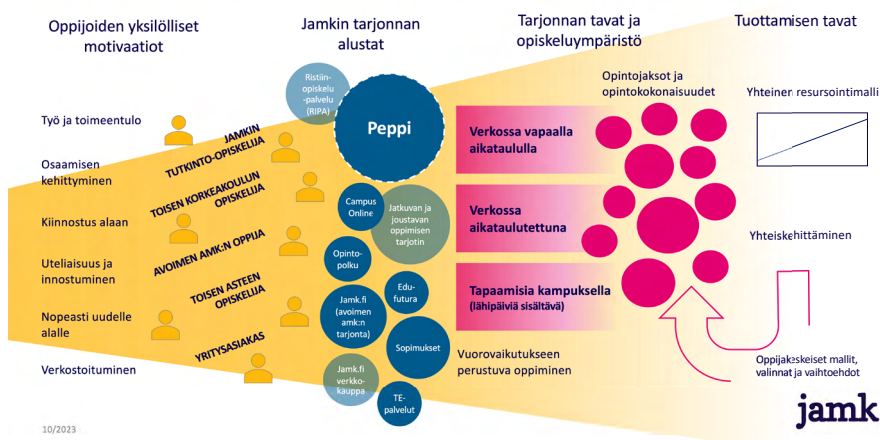 Oppijoiden yksilölliset
motivaatiot
Työ ja toimeentulo
Osaamisen
kehittyminen
Kiinnostus alaan
Uteliaisuus ja
innostuminen
Nopeasti uudelle
alalle
Verkostoituminen
JAMKIN
TUTKINTO-OPISKELIJA
TOISEN KORKEAKOULUN
OPISKELIJA
AVOIMEN AMK:N OPPIJA
TOISEN ASTEEN
OPISKELIJA
YRITYSASIAKAS
Jamkin tarjonnan
alustat
Ristiin-
opiskelu
-palvelu
(RIPA)
Peppi
Campus
Online
Jatkuvan ja
joustavan
oppimisen
tarjotin
Opinto-
polku
Edu-
futura
Jamk.fi
(avoimen
amk:n
tarjonta)
Sopimukset
Jamk.fi
verkko-
kauppa
TE-
palvelut
Tarjonnan tavat ja
opiskeluympäristö
Verkossa vapaalla
aikataululla
Verkossa
aikataulutettuna
Tapaamisia kampuksella
(lähipäiviä sisältävä)
Vuorovaikutukseen
perustuva oppiminen
Opintojaksot ja
opintokokonaisuudet
Tuottamisen tavat
Yhteinen resursointimalli
Yhteiskehittäminen
Oppijakeskeiset mallit,
valinnat ja vaihtoehdot
jamk
10/2023